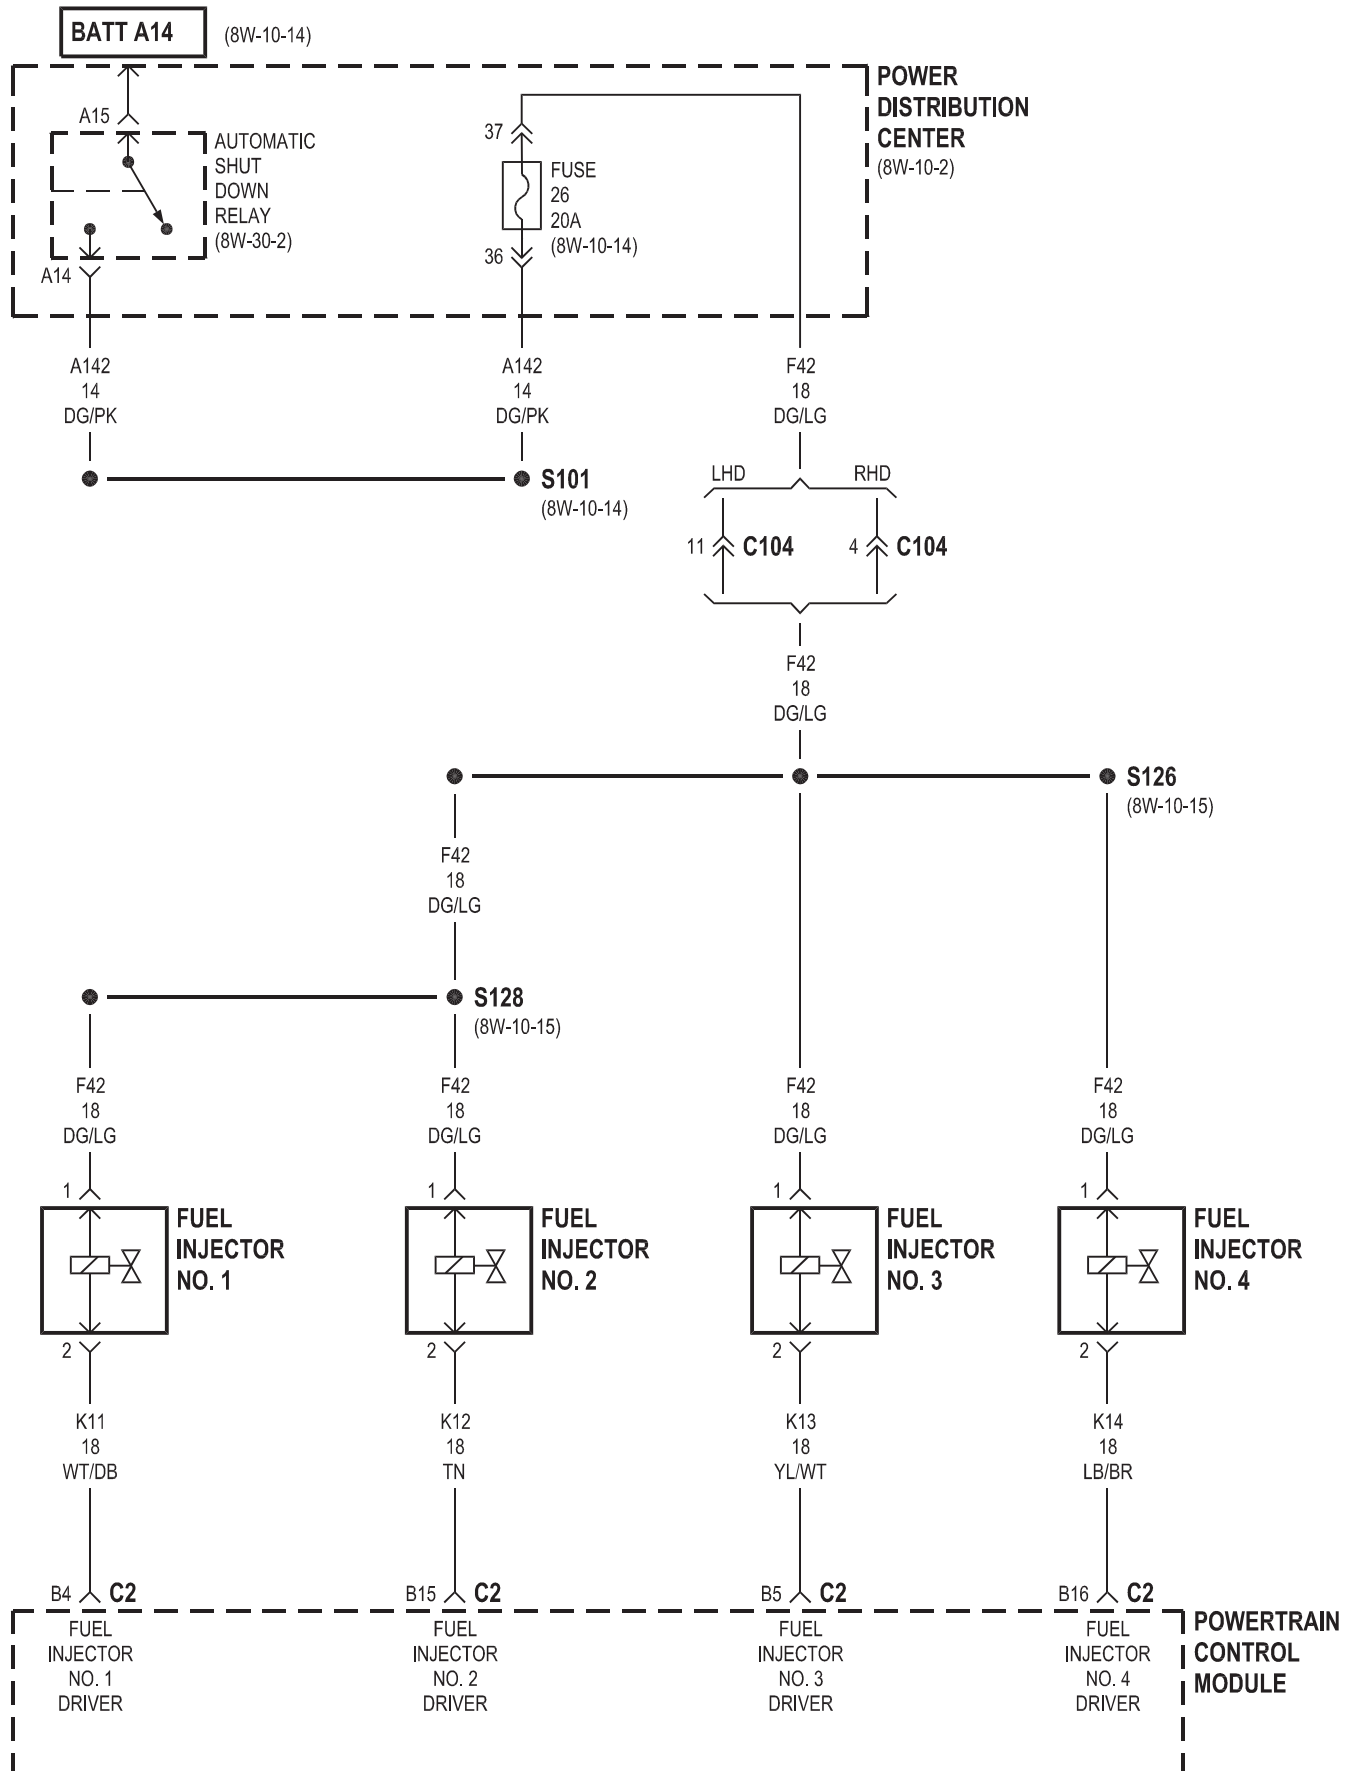 BATT A14 (8W-10-14)
POWER
DISTRIBUTION
CENTER
(8W-10-2)
A15
AUTOMATIC
SHUT
DOWN
RELAY
(8W-30-2)
A14
37
FUSE
26
20A
(8W-10-14)
36
A142
14
DG/PK
A142
14
DG/PK
F42
18
DG/LG
S101
(8W-10-14)
LHD
RHD
11 C104
4 C104
F42
18
DG/LG
S126
(8W-10-15)
F42
18
DG/LG
S128
(8W-10-15)
F42
18
DG/LG
F42
18
DG/LG
F42
18
DG/LG
F42
18
DG/LG
1
FUEL
INJECTOR
NO. 1
2
1
FUEL
INJECTOR
NO. 2
2
1
FUEL
INJECTOR
NO. 3
2
1
FUEL
INJECTOR
NO. 4
2
K11
18
WT/DB
K12
18
TN
K13
18
YL/WT
K14
18
LB/BR
B4 C2
B15 C2
B5 C2
B16 C2
FUEL
INJECTOR
NO. 1
DRIVER
FUEL
INJECTOR
NO. 2
DRIVER
FUEL
INJECTOR
NO. 3
DRIVER
FUEL
INJECTOR
NO. 4
DRIVER
POWERTRAIN
CONTROL
MODULE